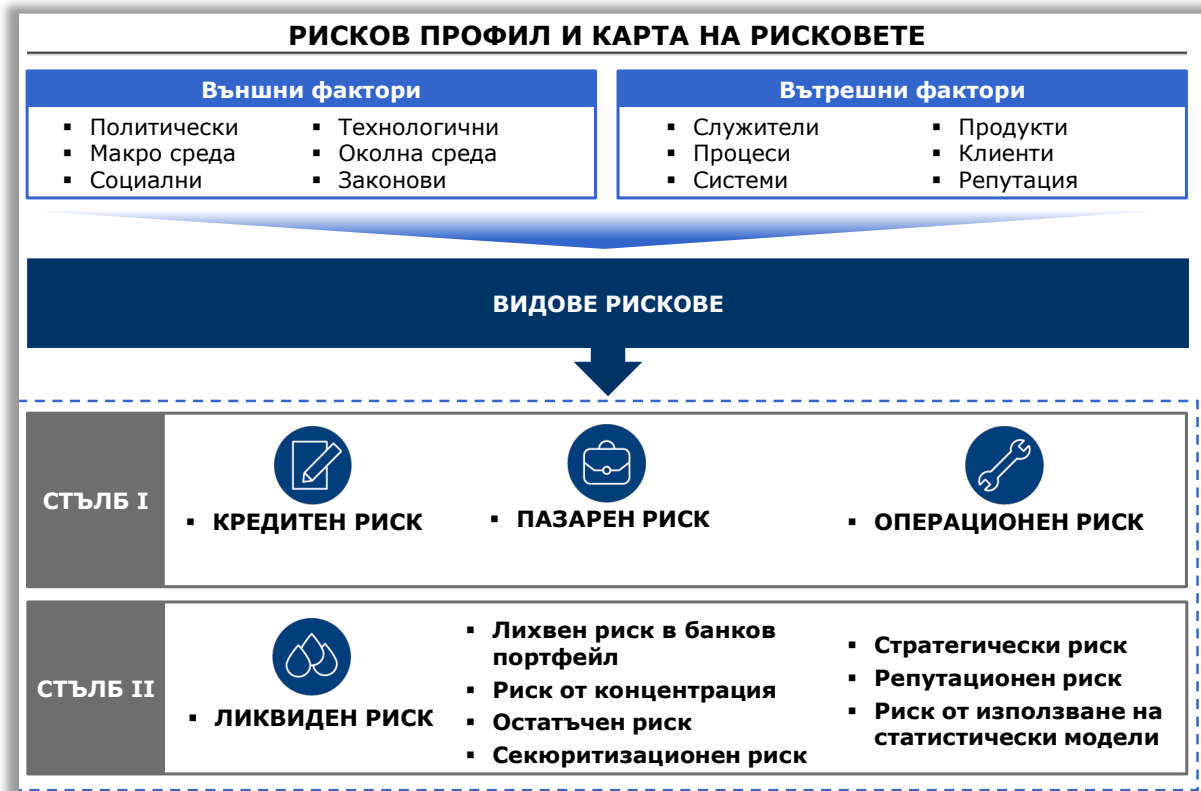 РИСКОВ ПРОФИЛ И КАРТА НА РИСКОВЕТЕ
Външни фактори
▪ Политически
▪ Макро среда
▪ Социални
▪ Технологични
▪ Околна среда
▪ Законови
Вътрешни фактори
▪ Служители
▪ Процеси
▪ Системи
▪ Продукти
▪ Клиенти
▪ Репутация
ВИДОВЕ РИСКОВЕ
СТЪЛБ I
▪ КРЕДИТЕН РИСК
▪ ПАЗАРЕН РИСК
▪ ОПЕРАЦИОНЕН РИСК
СТЪЛБ II
▪ ЛИКВИДЕН РИСК
▪ Лихвен риск в банков
портфейл
▪ Риск от концентрация
▪ Остатъчен риск
▪ Секюритизационен риск
▪ Стратегически риск
▪ Репутационен риск
▪ Риск от използване на
статистически модели